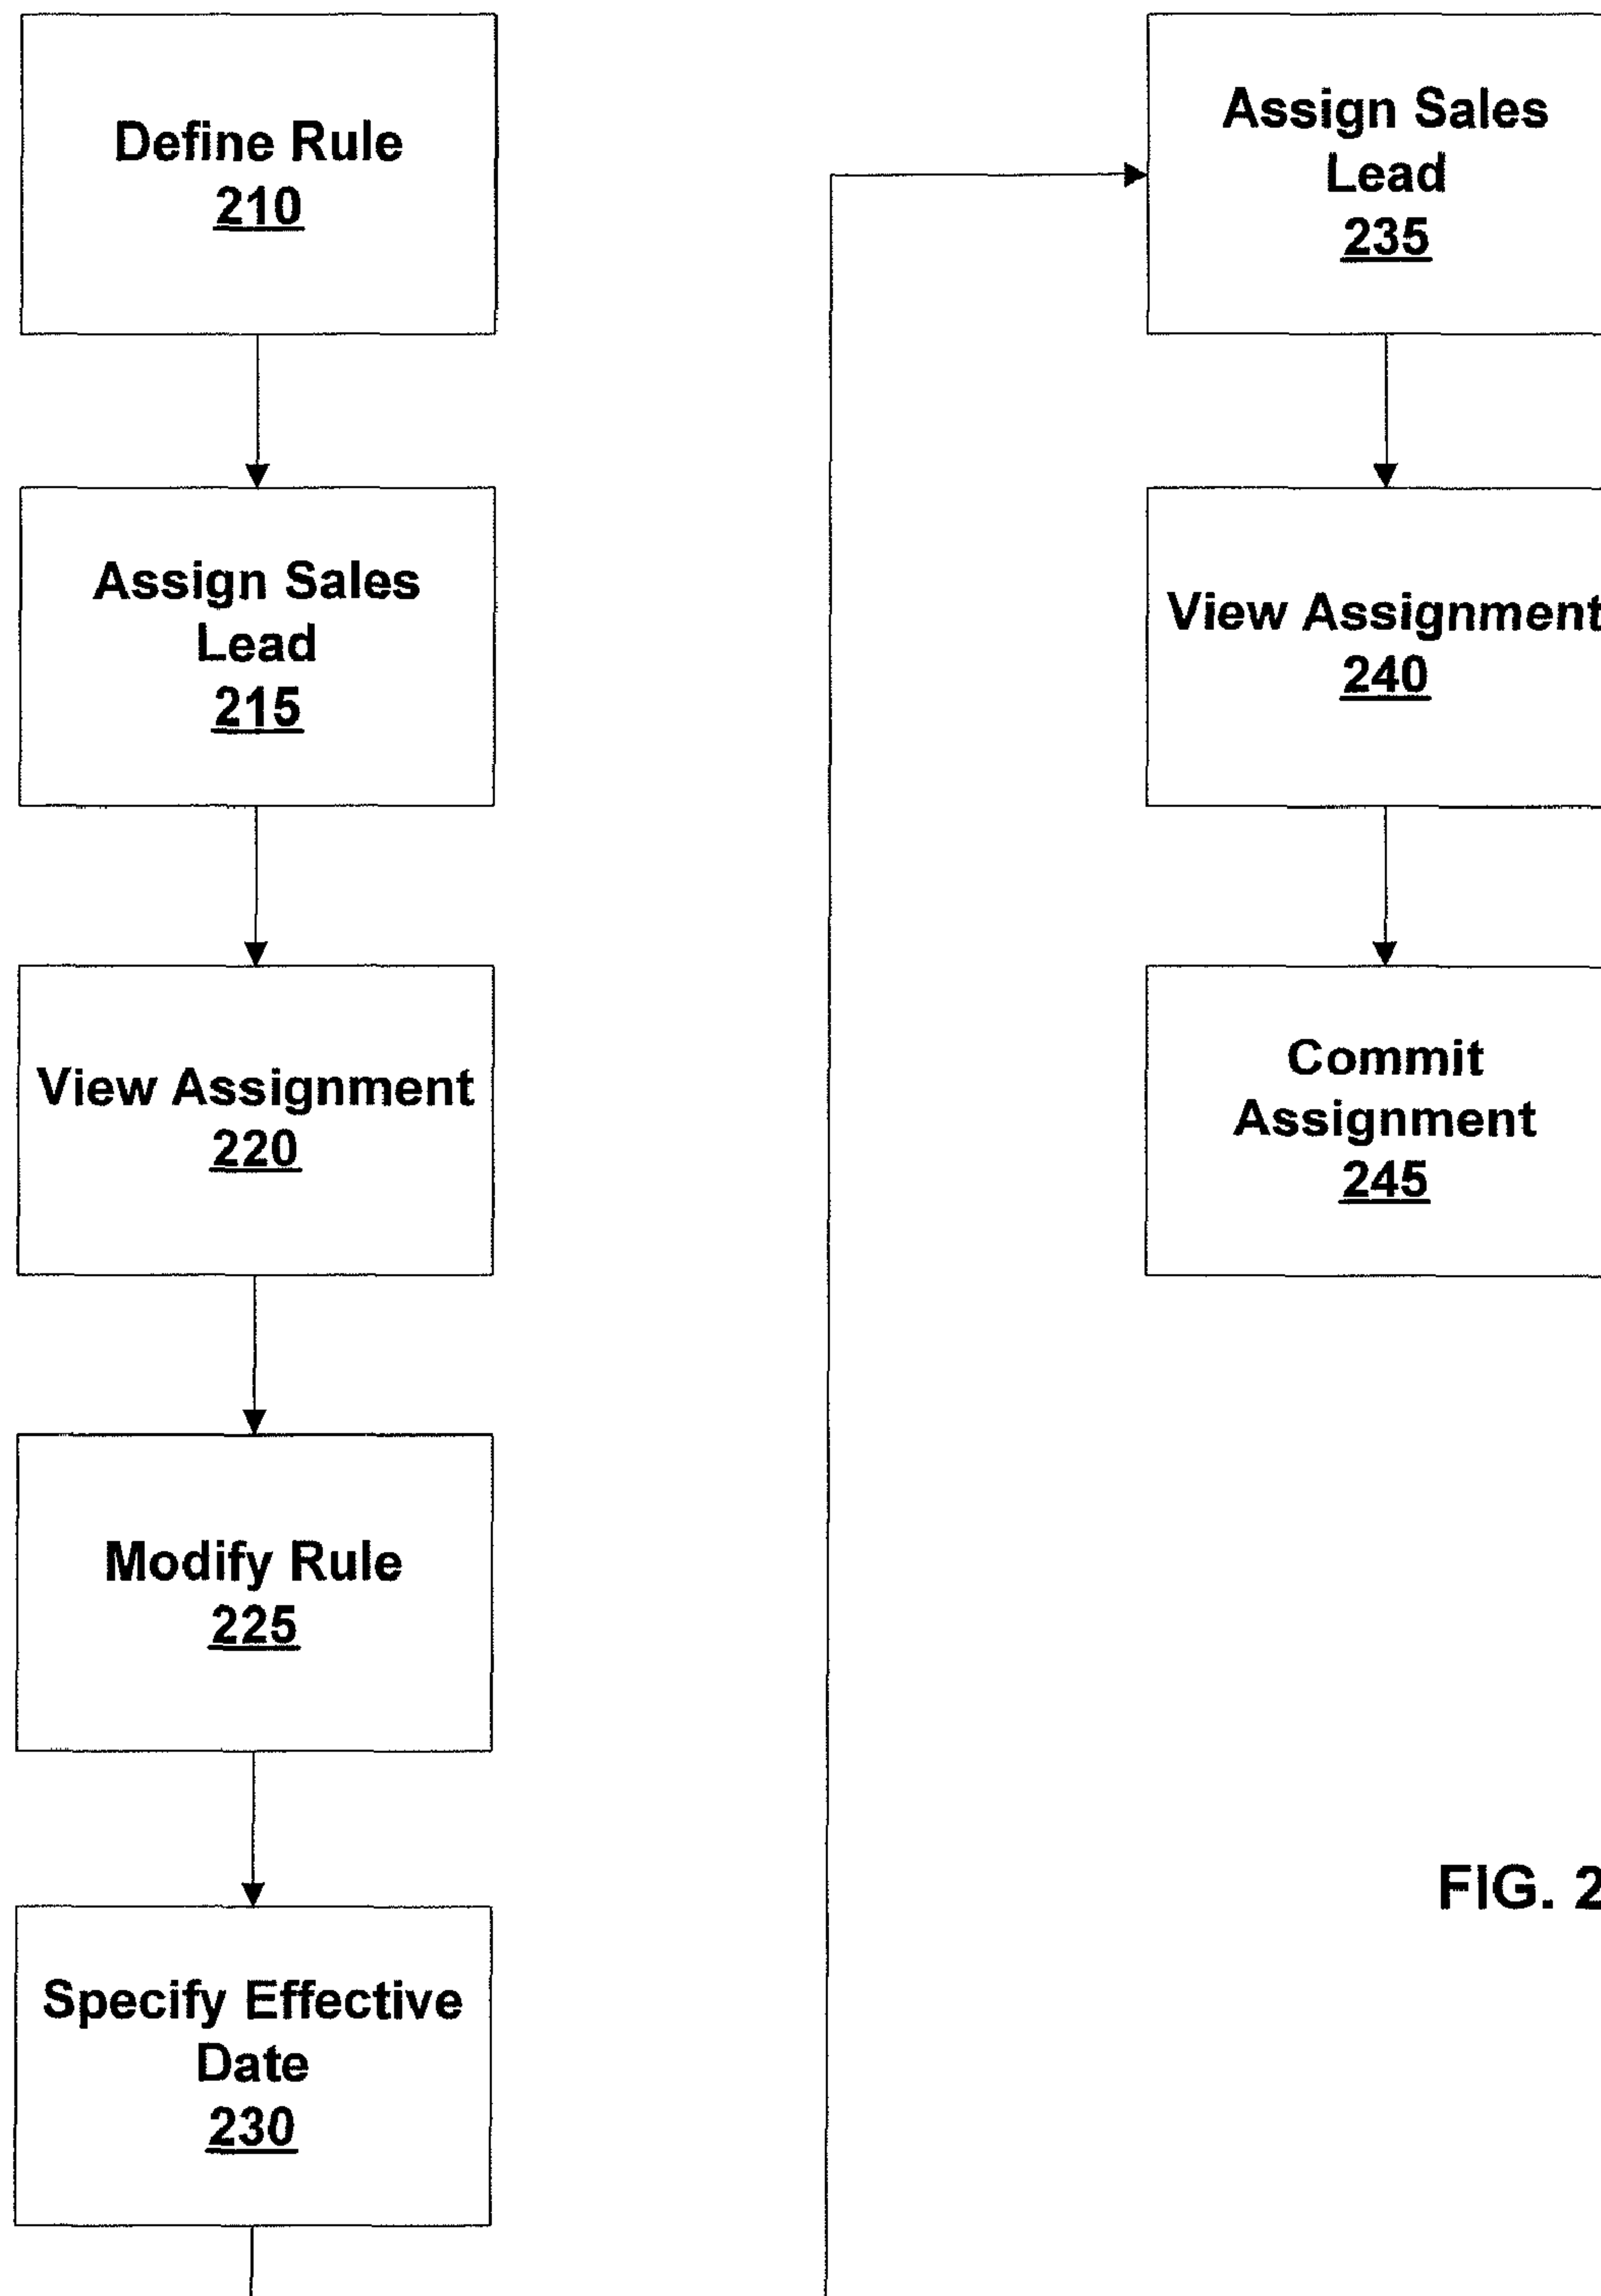 Define Rule
210
Assign Sales
Lead
215
View Assignment
220
Modify Rule
225
Specify Effective
Date
230
Assign Sales
Lead
235
View Assignment
240
Commit
Assignment
245
FIG. 2